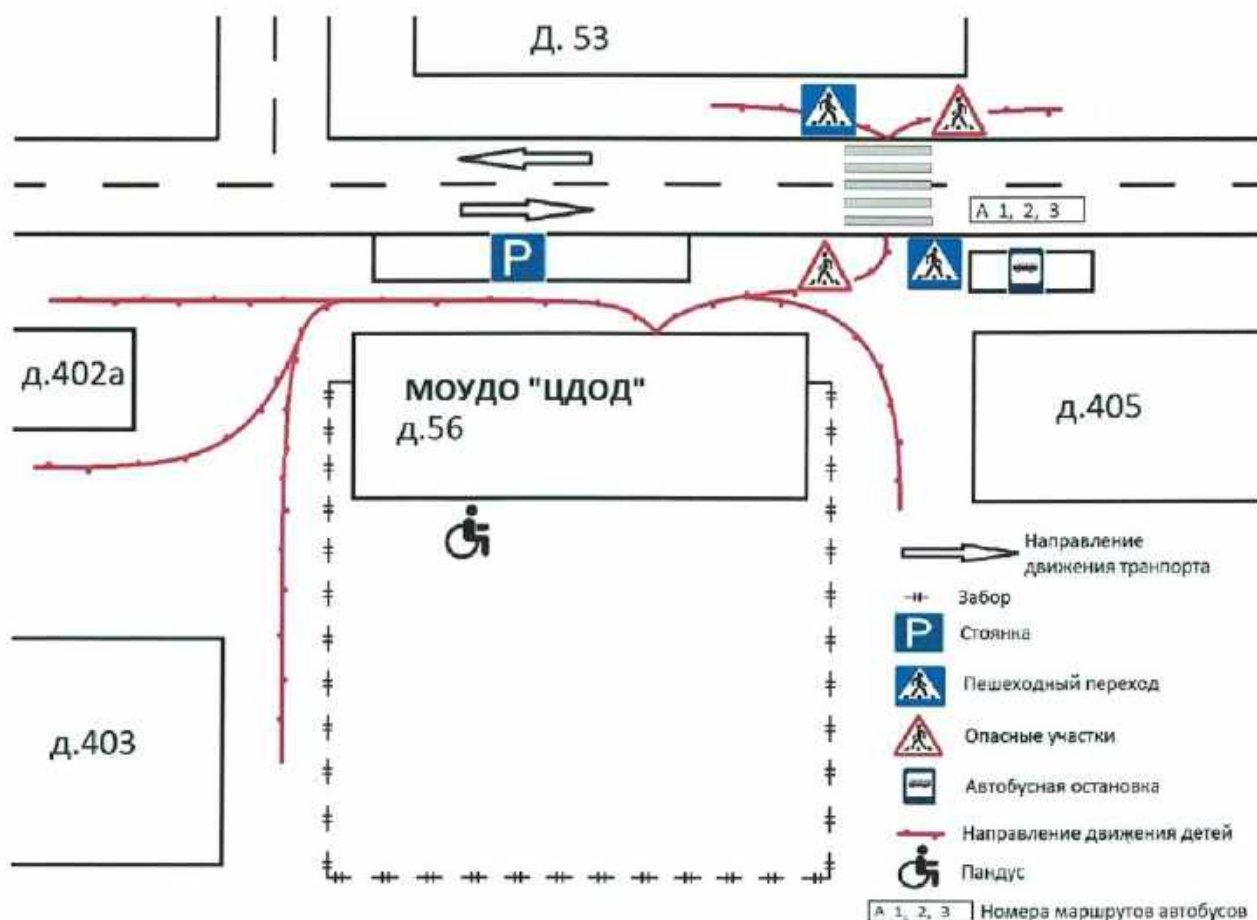 Д. 53
А 1, 2, 3
P
д.402а
МОУДО "ЦДОД"
д.56
д.405
д.403
Направление
движения транпорта
Забор
P
Стоянка
Пешеходный переход
Опасные участки
Автобусная остановка
Направление движения детей
Пандус
А 1, 2, 3
Номера маршрутов автобусов